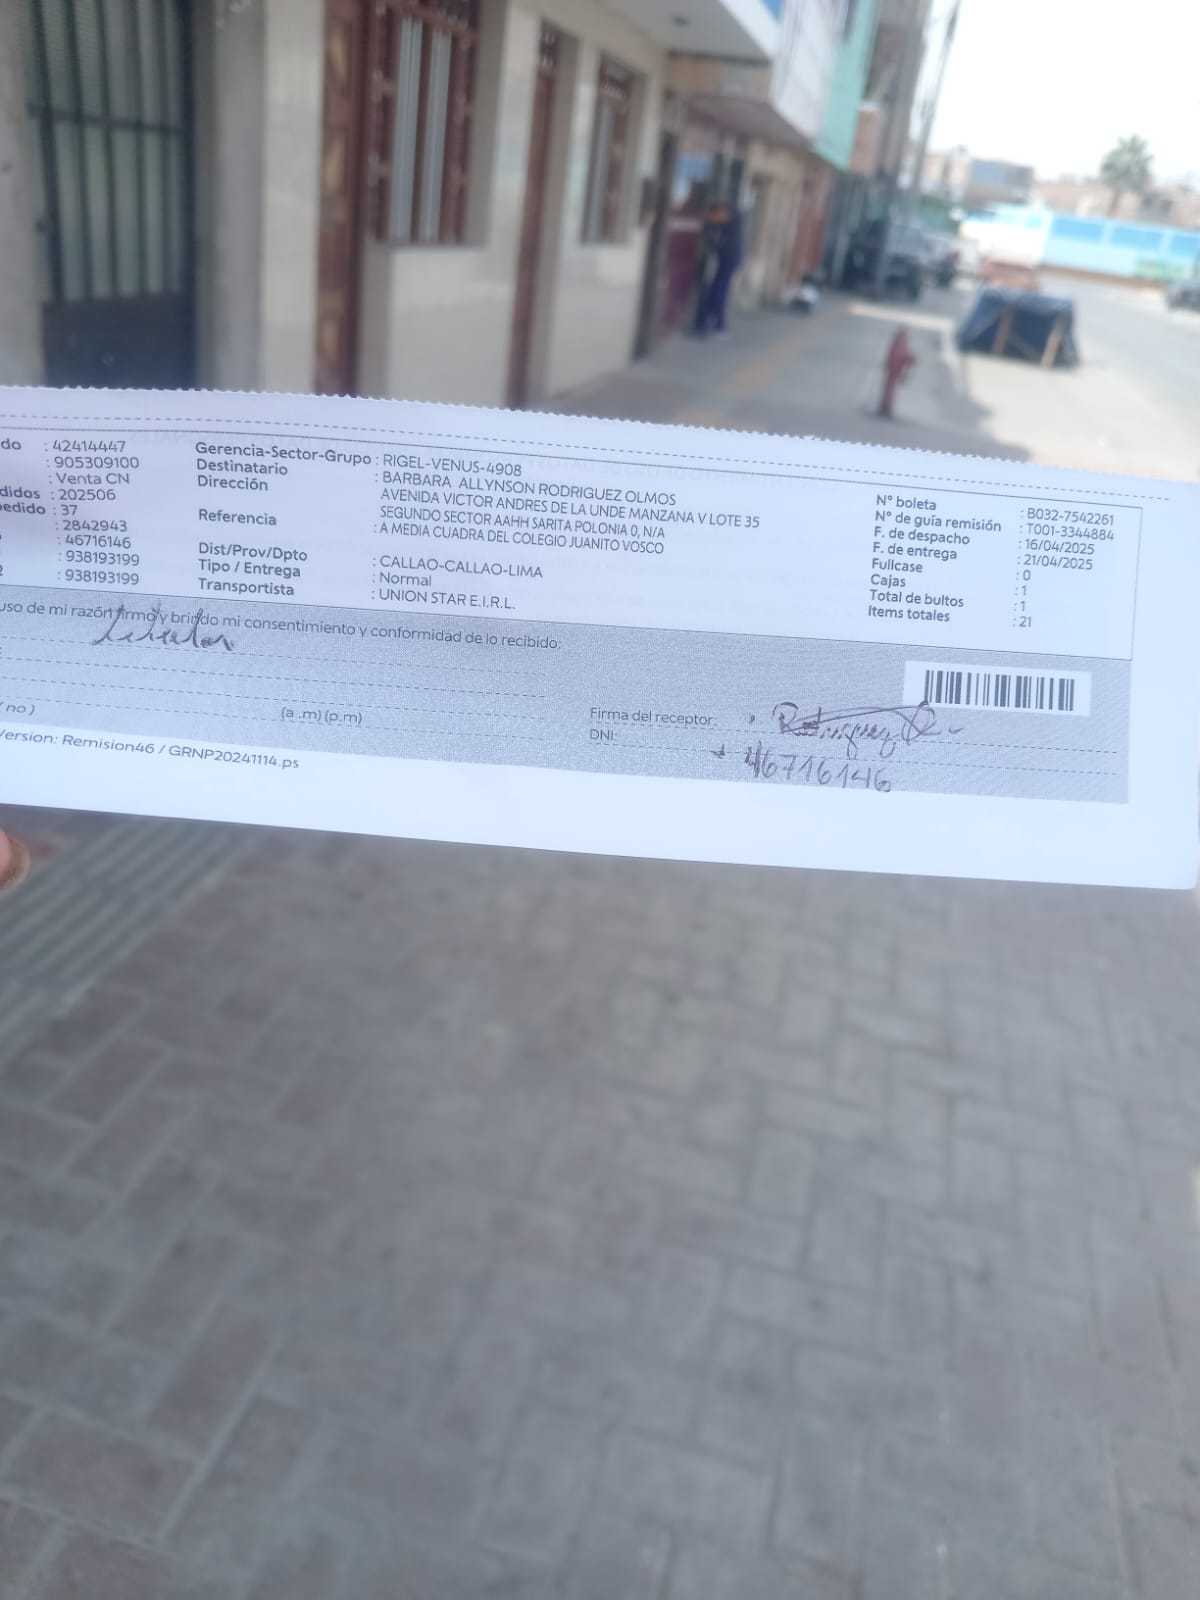 do : 42414447
: 905309100
: Venta CN
didos : 202506
edido : 37
: 2842943
: 46716146
: 938193199
2 : 938193199
Gerencia-Sector-Grupo : RIGEL-VENUS-4908
Destinatario : BARBARA ALLYNSON RODRIGUEZ OLMOS
Dirección AVENIDA VICTOR ANDRES DE LA UNDE MANZANA V LOTE 35
SEGUNDO SECTOR AAHH SARITA POLONIA 0, N/A
Referencia : A MEDIA CUADRA DEL COLEGIO JUANITO VOSCO
Dist/Prov/Dpto : CALLAO-CALLAO-LIMA
Tipo / Entrega : Normal
Transportista : UNION STAR E.I.R.L.
N° boleta : B032-7542261
N° de guía remisión : T001-3344884
F. de despacho : 16/04/2025
F. de entrega : 21/04/2025
Fullcase : 0
Cajas : 1
Total de bultos : 1
Items totales : 21
uso de mi razón firmo y brindo mi consentimiento y conformidad de lo recibido:
(a .m) (p.m)
/ no )
Firma del receptor: Rodriguez
DNI: 46716146
Version: Remision46 / GRNP20241114.ps